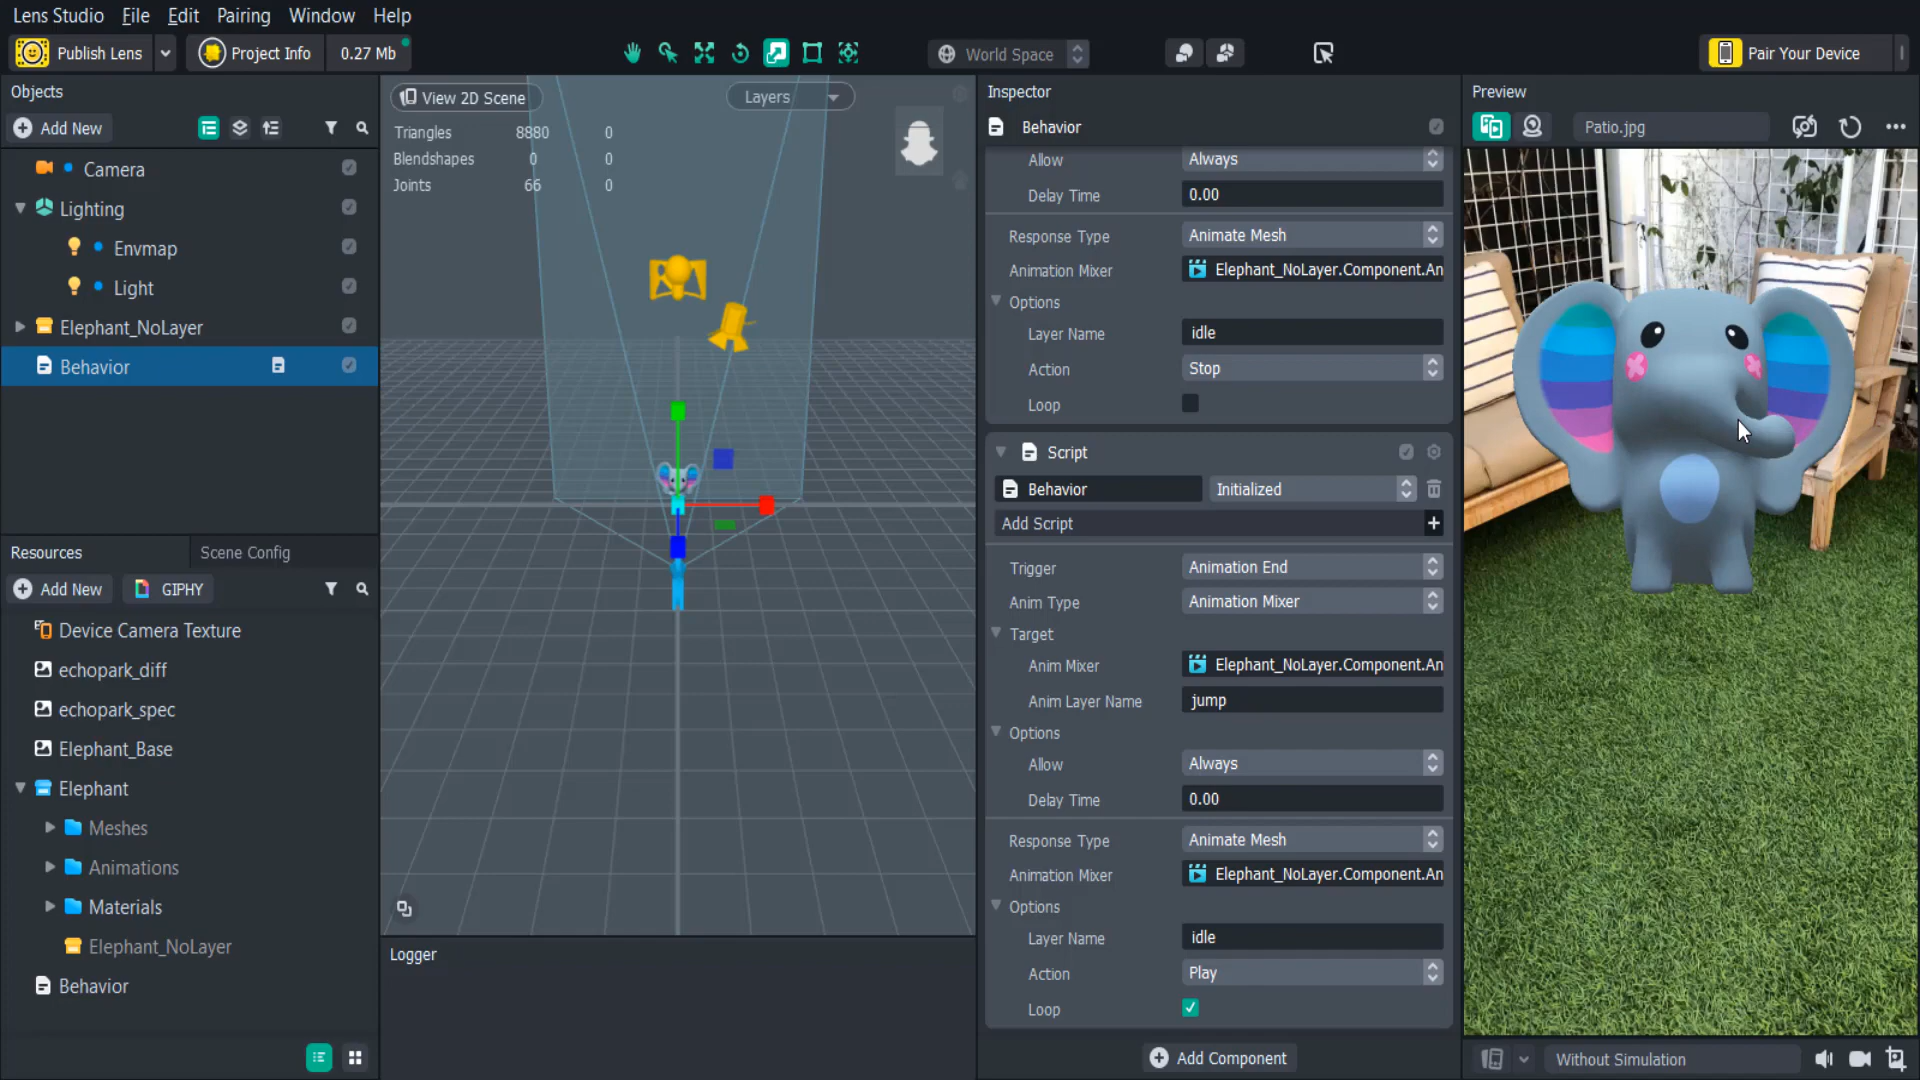 Lens Studio File Edit Pairing Window Help
Publish Lens Project Info 0.27 Mb World Space Pair Your Device
Objects
Add New
Camera
Lighting
Envmap
Light
Elephant_NoLayer
Behavior
Resources Scene Config
Add New GIPHY
Device Camera Texture
echopark_diff
echopark_spec
Elephant_Base
Elephant
Meshes
Animations
Materials
Elephant_NoLayer
Behavior
View 2D Scene Layers
Triangles 8880 0
Blendshapes 0 0
Joints 66 0
Logger
Inspector
Behavior
Allow Always
Delay Time 0.00
Response Type Animate Mesh
Animation Mixer Elephant_NoLayer.Component.An
Options
Layer Name idle
Action Stop
Loop
Script
Behavior Initialized
Add Script
Trigger Animation End
Anim Type Animation Mixer
Target
Anim Mixer Elephant_NoLayer.Component.An
Anim Layer Name jump
Options
Allow Always
Delay Time 0.00
Response Type Animate Mesh
Animation Mixer Elephant_NoLayer.Component.An
Options
Layer Name idle
Action Play
Loop
Add Component
Preview
Patio.jpg
Without Simulation